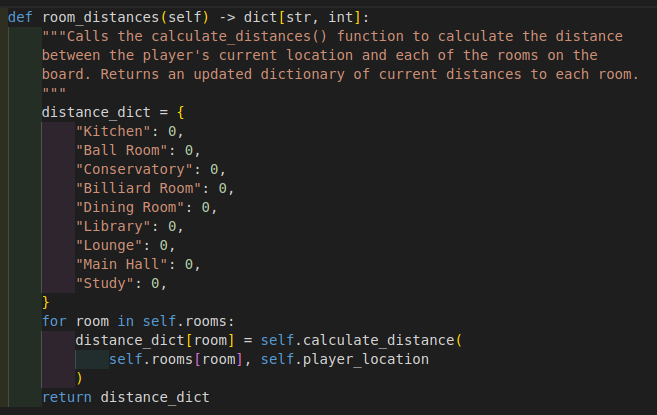 def room_distances(self) -> dict[str, int]:
    """Calls the calculate_distances() function to calculate the distance
    between the player's current location and each of the rooms on the
    board. Returns an updated dictionary of current distances to each room.
    """
    distance_dict = {
        "Kitchen": 0,
        "Ball Room": 0,
        "Conservatory": 0,
        "Billiard Room": 0,
        "Dining Room": 0,
        "Library": 0,
        "Lounge": 0,
        "Main Hall": 0,
        "Study": 0,
    }
    for room in self.rooms:
        distance_dict[room] = self.calculate_distance(
            self.rooms[room], self.player_location
        )
    return distance_dict